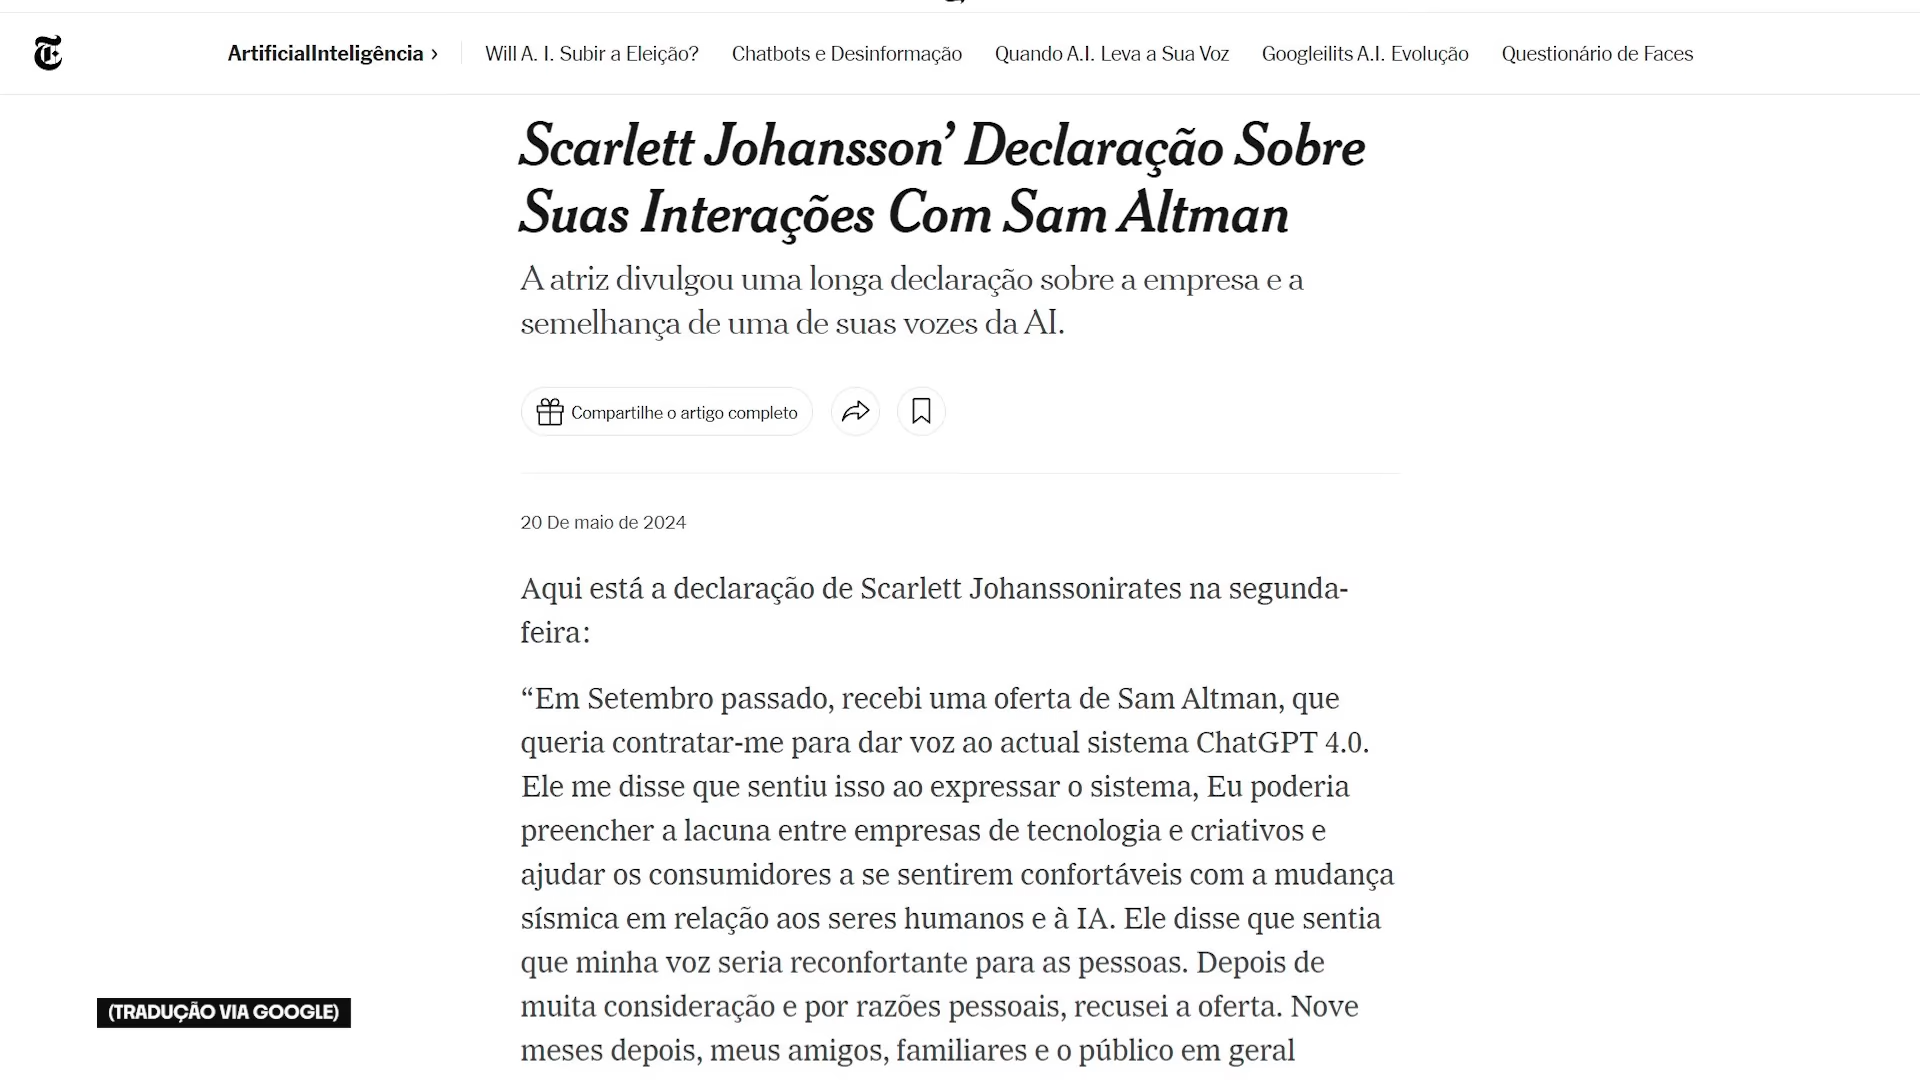 ArtificialInteligência ›
Will A. I. Subir a Eleição?
Chatbots e Desinformação
Quando A.I. Leva a Sua Voz
Googleilits A.I. Evolução
Questionário de Faces
Scarlett Johansson’ Declaração Sobre
Suas Interações Com Sam Altman
A atriz divulgou uma longa declaração sobre a empresa e a
semelhança de uma de suas vozes da AI.
Compartilhe o artigo completo
20 De maio de 2024
Aqui está a declaração de Scarlett Johanssonirates na segunda-
feira:
“Em Setembro passado, recebi uma oferta de Sam Altman, que
queria contratar-me para dar voz ao actual sistema ChatGPT 4.0.
Ele me disse que sentiu isso ao expressar o sistema, Eu poderia
preencher a lacuna entre empresas de tecnologia e criativos e
ajudar os consumidores a se sentirem confortáveis com a mudança
sísmica em relação aos seres humanos e à IA. Ele disse que sentia
que minha voz seria reconfortante para as pessoas. Depois de
muita consideração e por razões pessoais, recusei a oferta. Nove
meses depois, meus amigos, familiares e o público em geral
(TRADUÇÃO VIA GOOGLE)